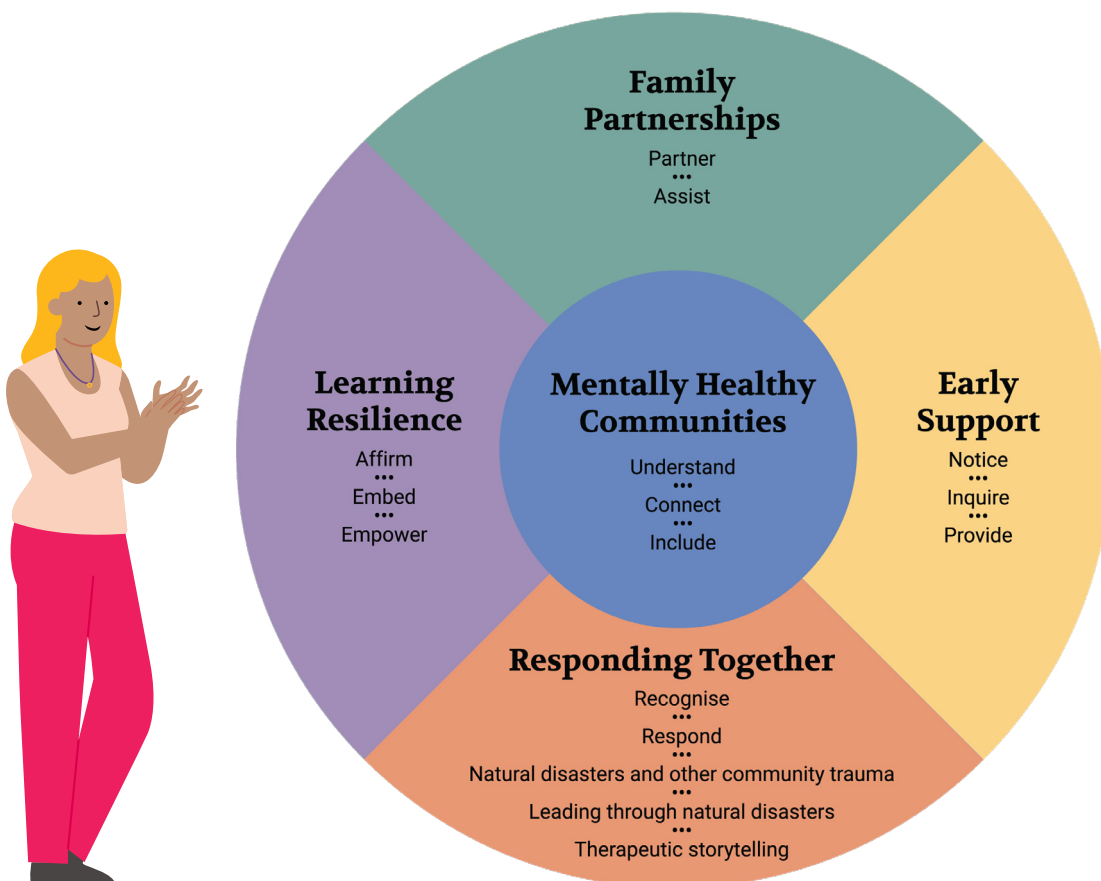 Family
Partnerships
Partner
•••
Assist
Learning
Resilience
Affirm
•••
Embed
•••
Empower
Mentally Healthy
Communities
Understand
•••
Connect
•••
Include
Early
Support
Notice
•••
Inquire
•••
Provide
Responding Together
Recognise
•••
Respond
•••
Natural disasters and other community trauma
•••
Leading through natural disasters
•••
Therapeutic storytelling